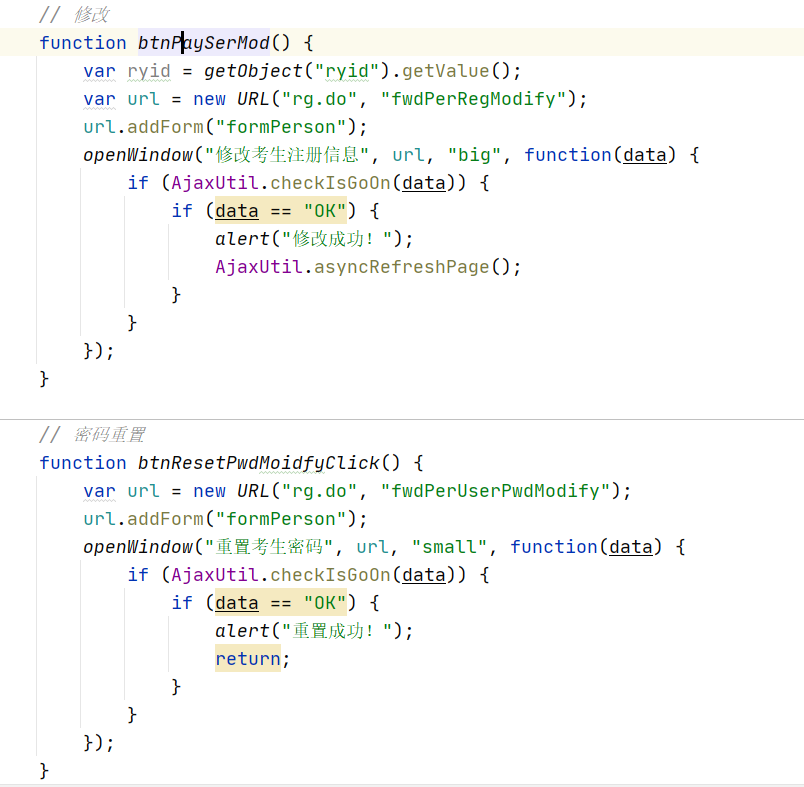 // 修改
function btnPaySerMod() {
    var ryid = getObject("ryid").getValue();
    var url = new URL("rg.do", "fwdPerRegModify");
    url.addForm("formPerson");
    openWindow("修改考生注册信息", url, "big", function(data) {
        if (AjaxUtil.checkIsGoOn(data)) {
            if (data == "OK") {
                alert("修改成功！");
                AjaxUtil.asyncRefreshPage();
            }
        }
    });
}
// 密码重置
function btnResetPwdMoidfyClick() {
    var url = new URL("rg.do", "fwdPerUserPwdModify");
    url.addForm("formPerson");
    openWindow("重置考生密码", url, "small", function(data) {
        if (AjaxUtil.checkIsGoOn(data)) {
            if (data == "OK") {
                alert("重置成功！");
                return;
            }
        }
    });
}